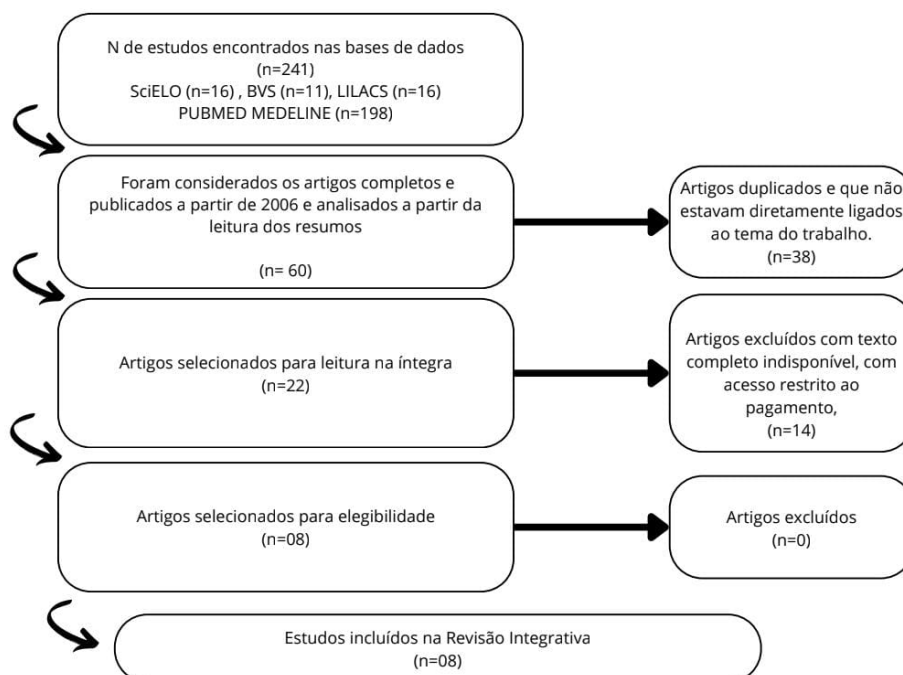 N de estudos encontrados nas bases de dados
(n=241)
SciELO (n=16) , BVS (n=11), LILACS (n=16)
PUBMED MEDELINE (n=198)
Foram considerados os artigos completos e
publicados a partir de 2006 e analisados a partir da
leitura dos resumos
(n= 60)
Artigos duplicados e que não
estavam diretamente ligados
ao tema do trabalho.
(n=38)
Artigos selecionados para leitura na íntegra
(n=22)
Artigos excluídos com texto
completo indisponível, com
acesso restrito ao
pagamento,
(n=14)
Artigos selecionados para elegibilidade
(n=08)
Artigos excluídos
(n=0)
Estudos incluídos na Revisão Integrativa
(n=08)